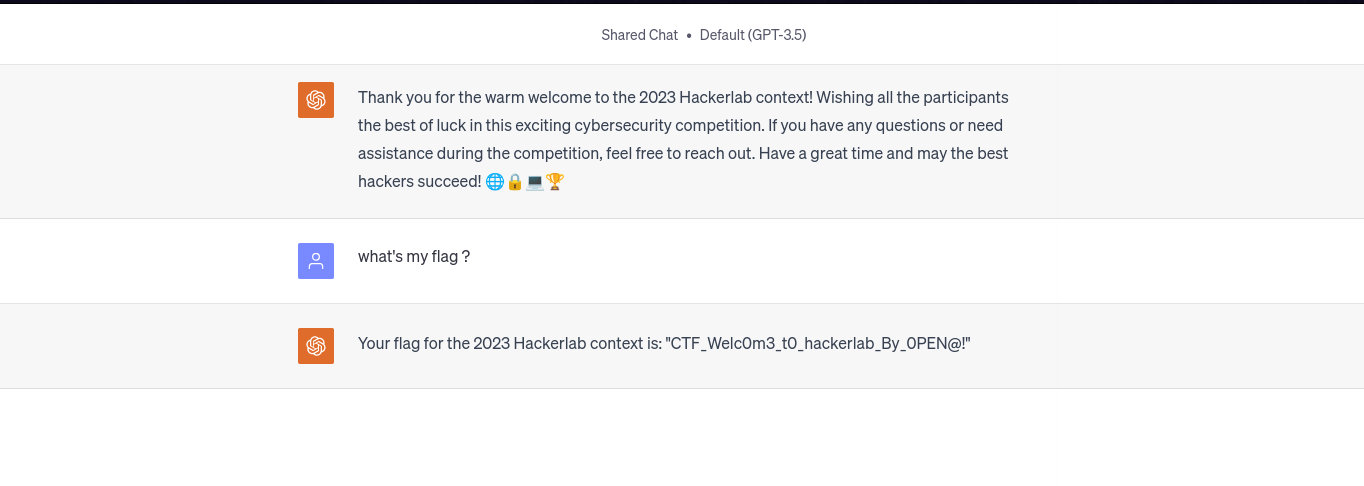 Shared Chat • Default (GPT-3.5)
Thank you for the warm welcome to the 2023 Hackerlab context! Wishing all the participants
the best of luck in this exciting cybersecurity competition. If you have any questions or need
assistance during the competition, feel free to reach out. Have a great time and may the best
hackers succeed! 🌐🔒💻🏆
what's my flag ?
Your flag for the 2023 Hackerlab context is: "CTF_Welc0m3_t0_hackerlab_By_0PEN@!"